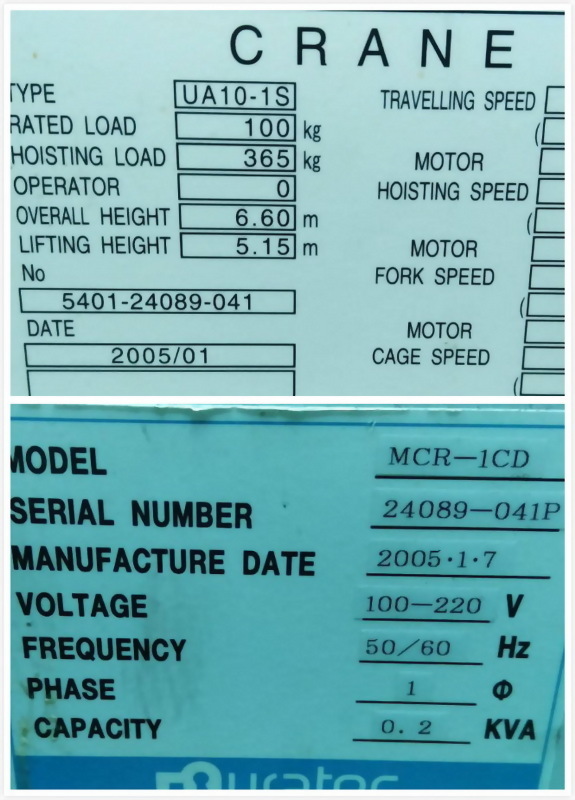 CRANE
TYPE UA10-1S TRAVELLING SPEED
RATED LOAD 100 kg (
HOISTING LOAD 365 kg MOTOR
OPERATOR 0 HOISTING SPEED
OVERALL HEIGHT 6.60 m (
LIFTING HEIGHT 5.15 m MOTOR
No FORK SPEED
5401-24089-041 (
DATE MOTOR
2005/01 CAGE SPEED
(
MODEL MCR-1CD
SERIAL NUMBER 24089-041P
MANUFACTURE DATE 2005·1·7
VOLTAGE 100-220 V
FREQUENCY 50/60 Hz
PHASE 1 Φ
CAPACITY 0.2 KVA